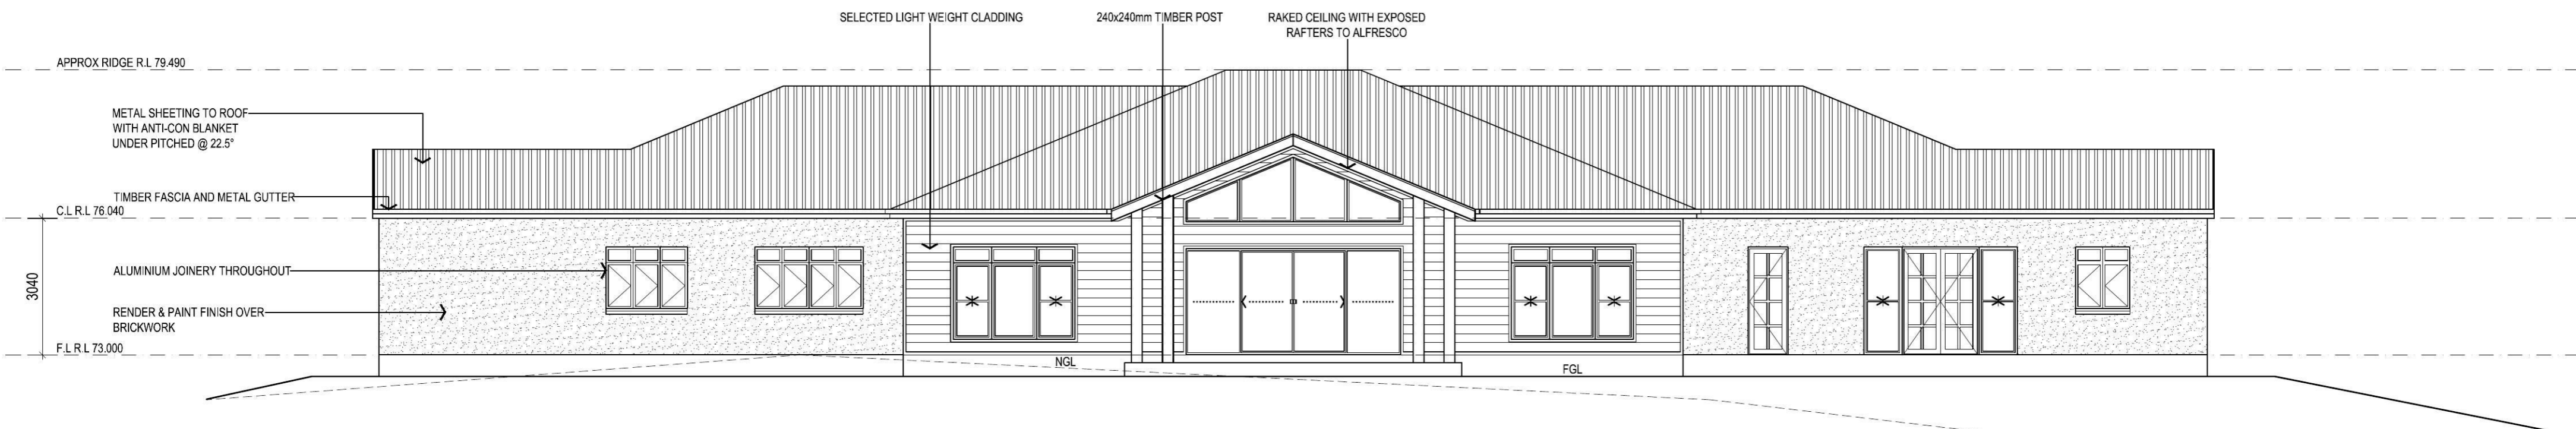 SELECTED LIGHT WEIGHT CLADDING
240x240mm TIMBER POST
RAKED CEILING WITH EXPOSED
RAFTERS TO ALFRESCO
APPROX RIDGE R.L 79.490
METAL SHEETING TO ROOF
WITH ANTI-CON BLANKET
UNDER PITCHED @ 22.5°
TIMBER FASCIA AND METAL GUTTER
C.L R.L 76.040
ALUMINIUM JOINERY THROUGHOUT
3040
RENDER & PAINT FINISH OVER
BRICKWORK
F.L R.L 73.000
NGL
FGL